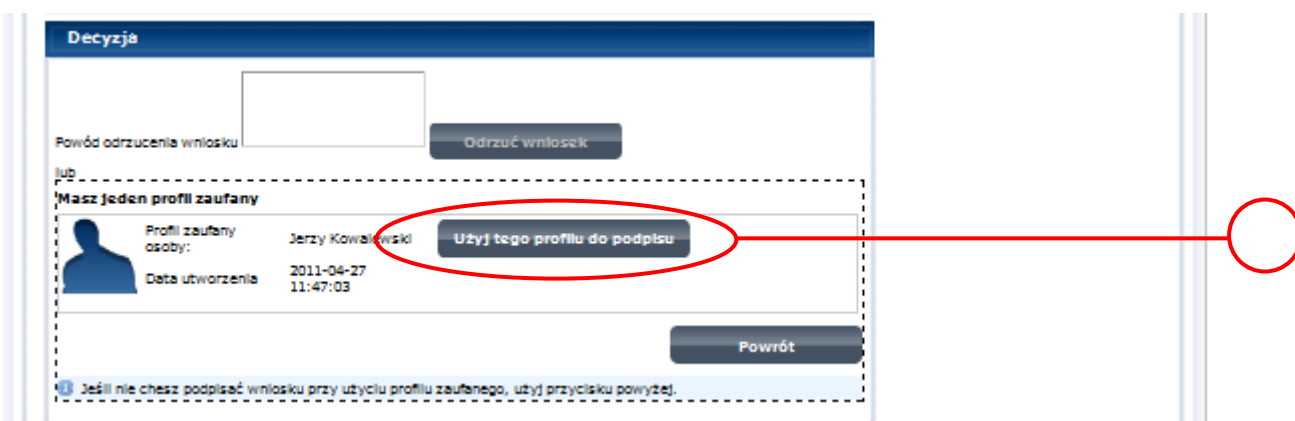 Decyzja
Powód odrzucenia wniosku
Odrzuć wniosek
lub
Masz jeden profil zaufany
Profil zaufany
osoby:
Jerzy Kowalewski
Użyj tego profilu do podpisu
Data utworzenia
2011-04-27
11:47:03
Powrót
Jeśli nie chesz podpisać wniosku przy użyciu profilu zaufanego, użyj przycisku powyżej.